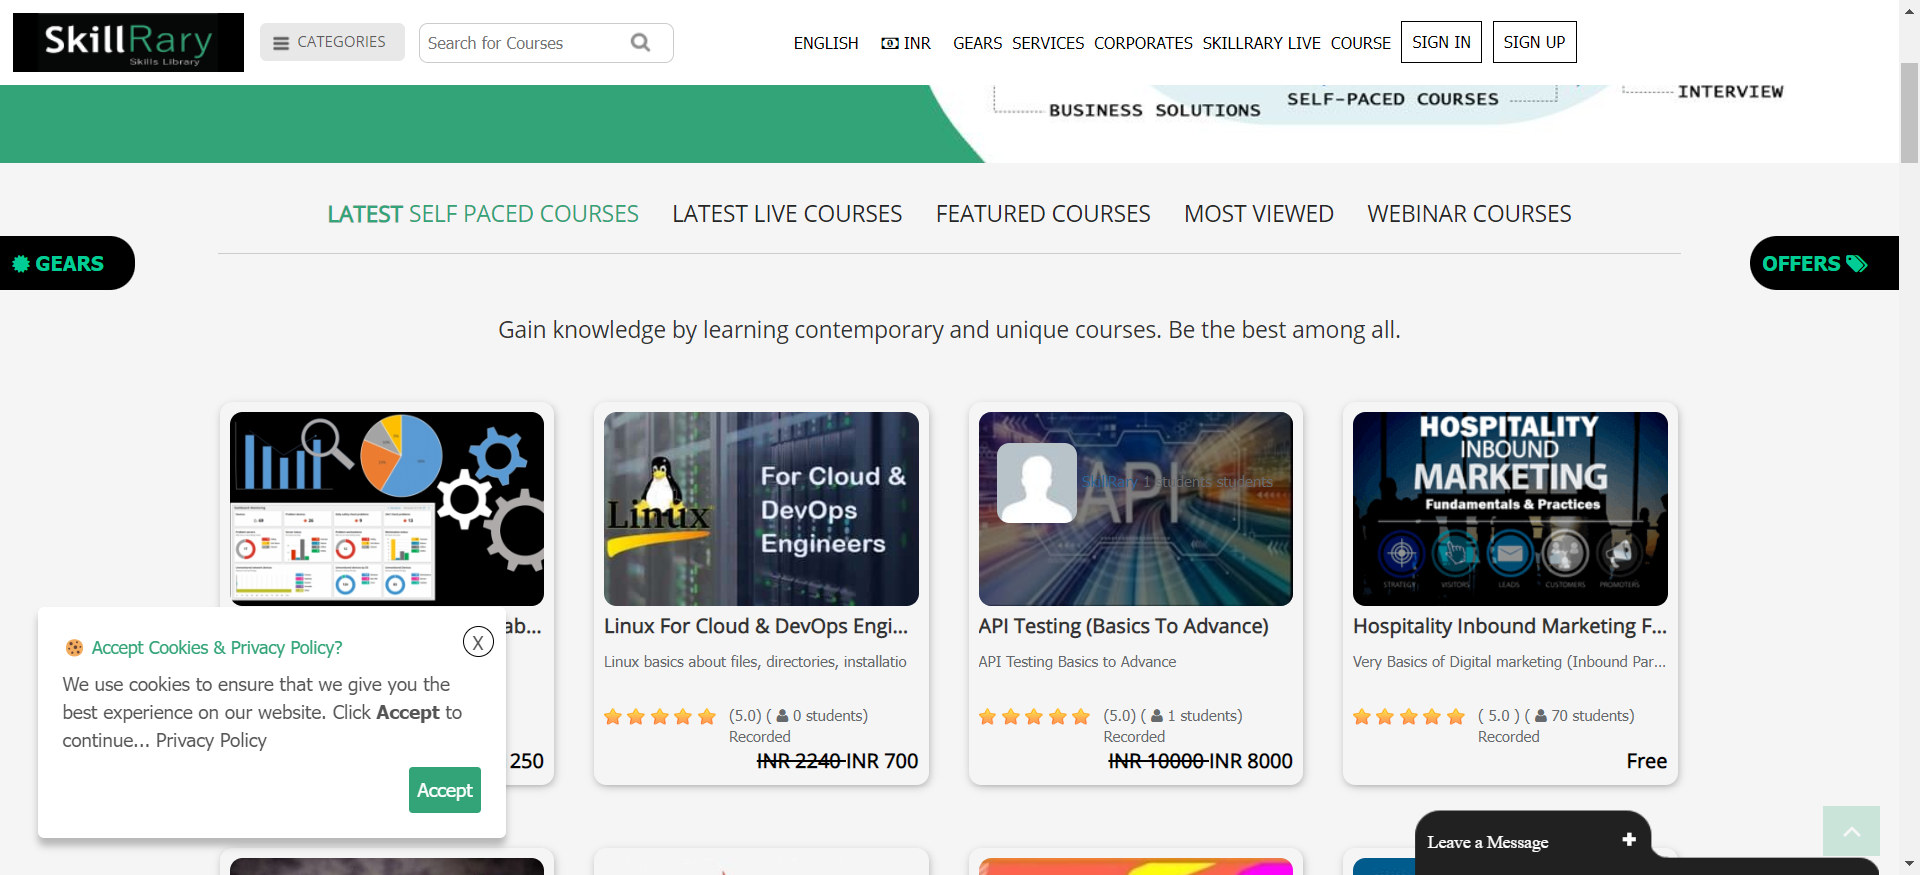 SkillRary
Skills Library
CATEGORIES
Search for Courses
ENGLISH
INR
GEARS
SERVICES
CORPORATES
SKILLRARY LIVE
COURSE
SIGN IN
SIGN UP
BUSINESS SOLUTIONS
SELF-PACED COURSES
INTERVIEW
LATEST SELF PACED COURSES
LATEST LIVE COURSES
FEATURED COURSES
MOST VIEWED
WEBINAR COURSES
GEARS
OFFERS
Gain knowledge by learning contemporary and unique courses. Be the best among all.
ab...
250
Linux
For Cloud &
DevOps
Engineers
Linux For Cloud & DevOps Engi...
Linux basics about files, directories, installatio
(5.0) ( 0 students)
Recorded
INR 2240 INR 700
API
SkillRary 1 students students
API Testing (Basics To Advance)
API Testing Basics to Advance
(5.0) ( 1 students)
Recorded
INR 10000 INR 8000
HOSPITALITY
INBOUND
MARKETING
Fundamentals & Practices
STRATEGY
VISITORS
LEADS
CUSTOMERS
PROMOTERS
Hospitality Inbound Marketing F...
Very Basics of Digital marketing (Inbound Par...
( 5.0 ) ( 70 students)
Recorded
Free
Accept Cookies & Privacy Policy?
X
We use cookies to ensure that we give you the
best experience on our website. Click Accept to
continue... Privacy Policy
Accept
Leave a Message